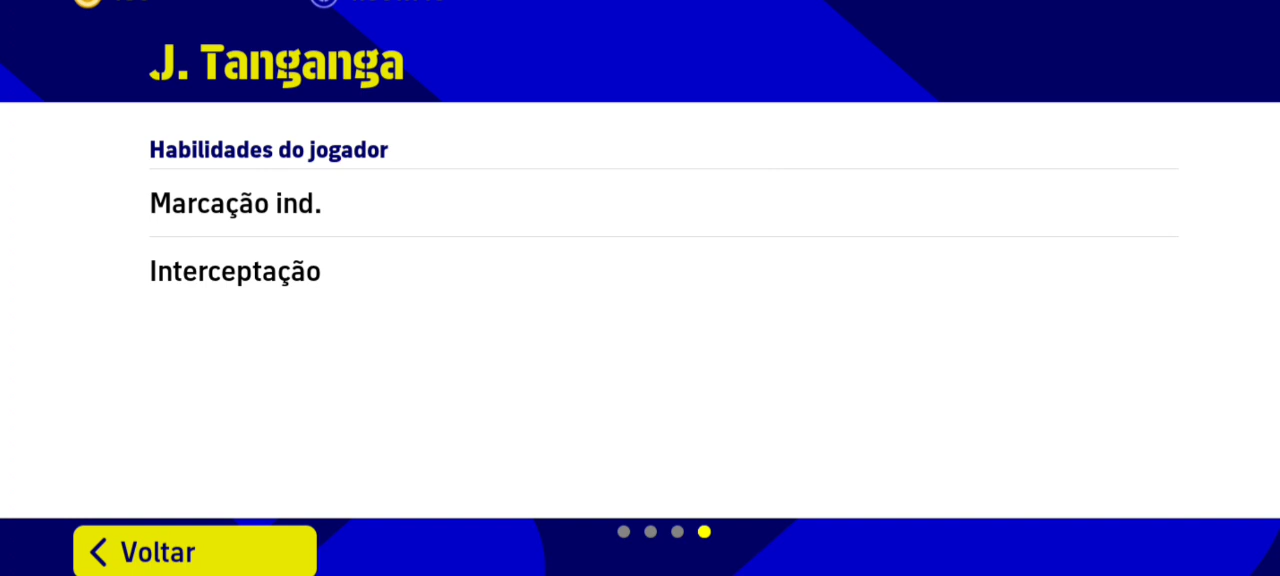 J. Tanganga
Habilidades do jogador
Marcação ind.
Interceptação
Voltar